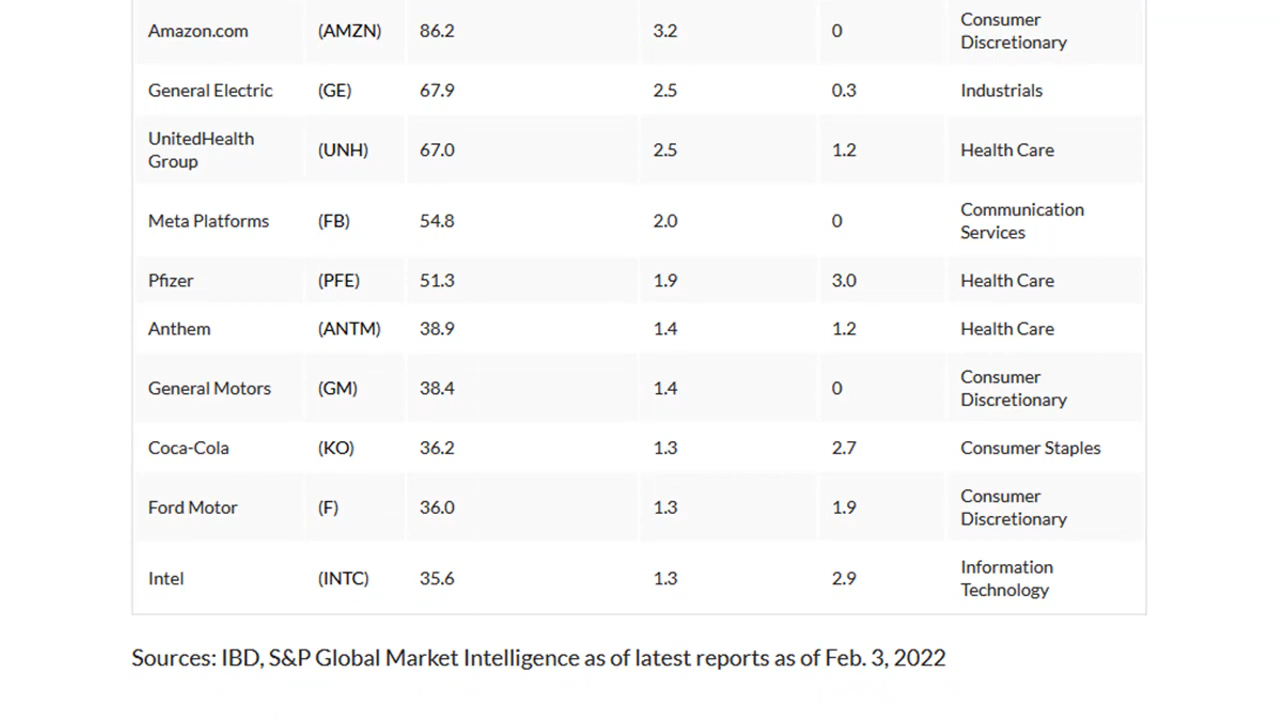 Amazon.com (AMZN) 86.2 3.2 0 Consumer Discretionary
General Electric (GE) 67.9 2.5 0.3 Industrials
UnitedHealth Group (UNH) 67.0 2.5 1.2 Health Care
Meta Platforms (FB) 54.8 2.0 0 Communication Services
Pfizer (PFE) 51.3 1.9 3.0 Health Care
Anthem (ANTM) 38.9 1.4 1.2 Health Care
General Motors (GM) 38.4 1.4 0 Consumer Discretionary
Coca-Cola (KO) 36.2 1.3 2.7 Consumer Staples
Ford Motor (F) 36.0 1.3 1.9 Consumer Discretionary
Intel (INTC) 35.6 1.3 2.9 Information Technology
Sources: IBD, S&P Global Market Intelligence as of latest reports as of Feb. 3, 2022